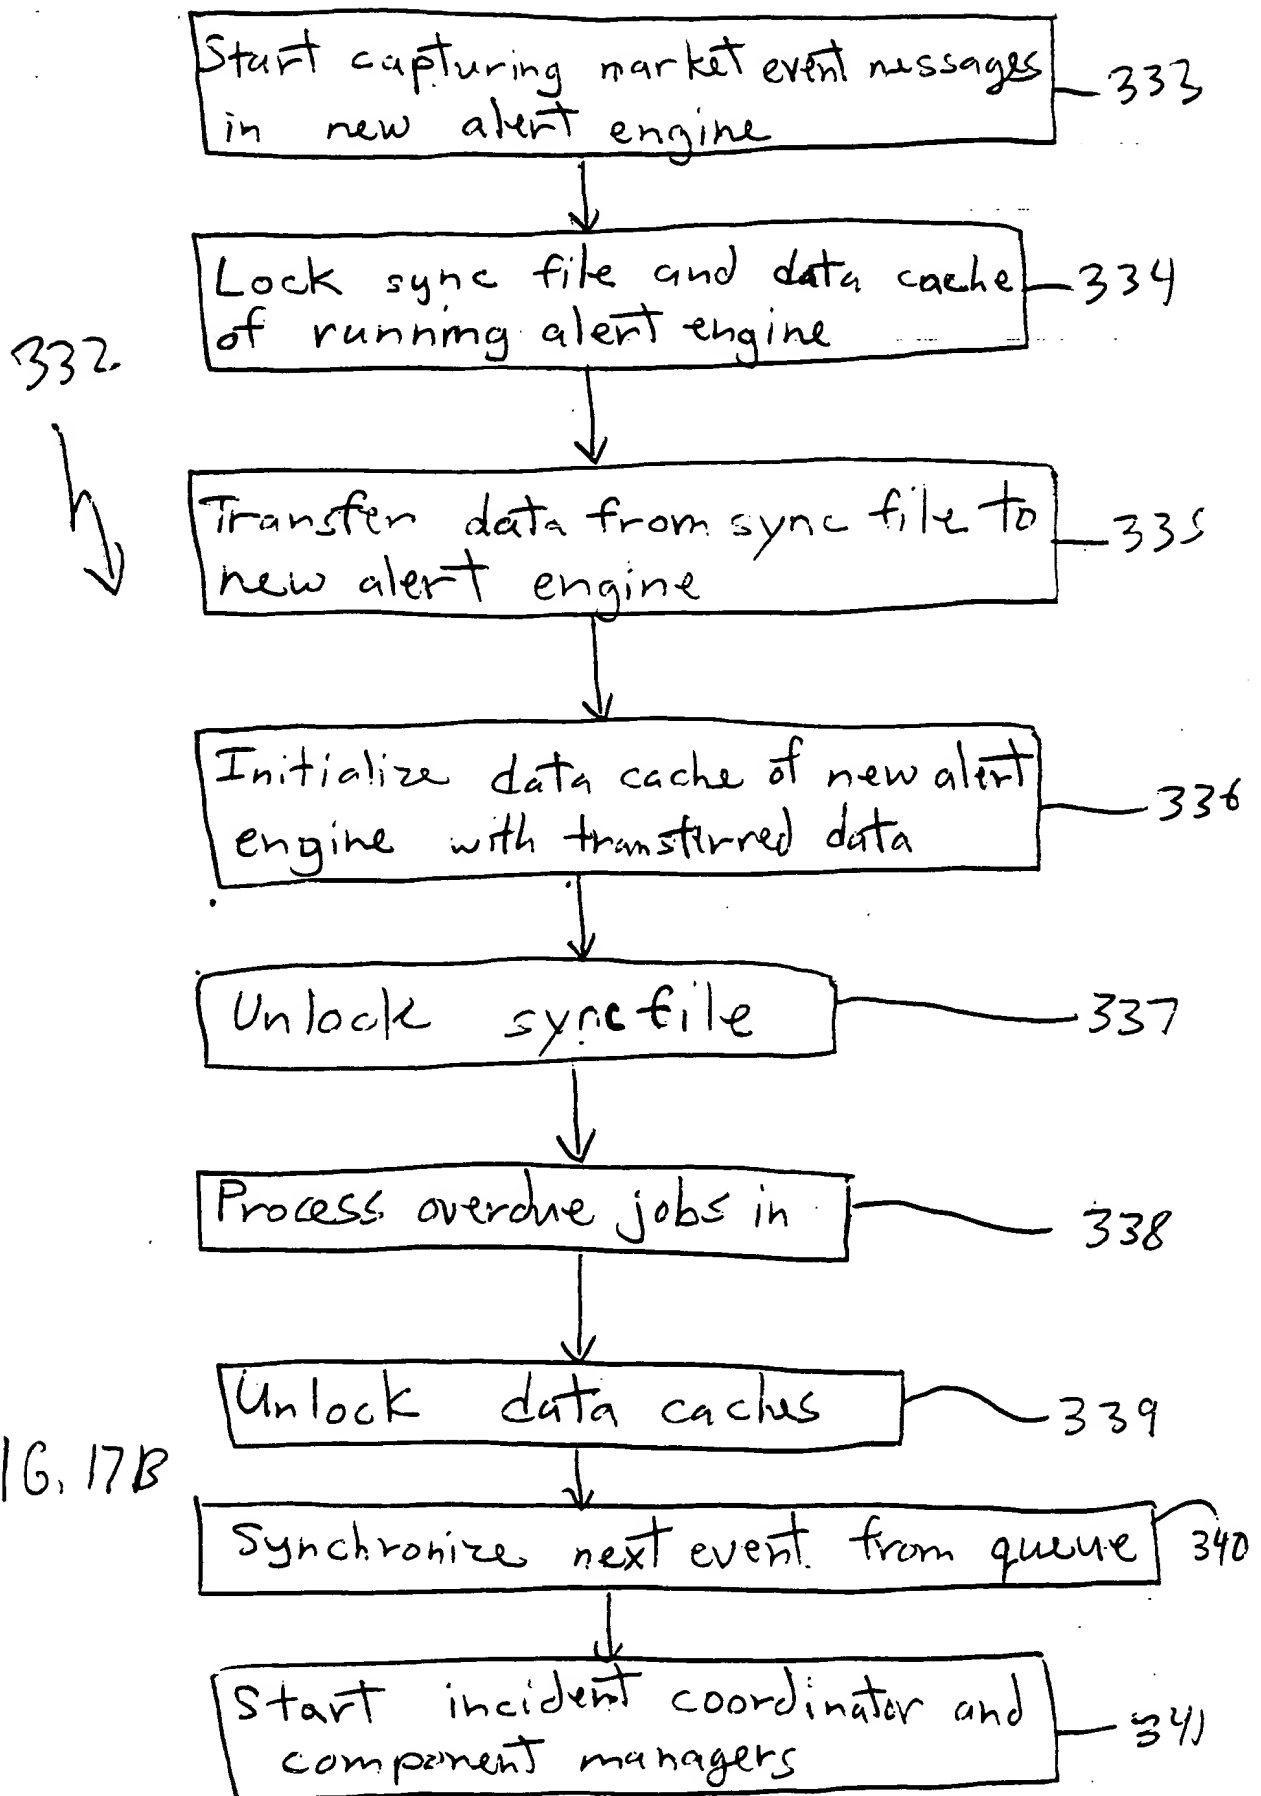 Start capturing market event messages 333
in new alert engine
Lock sync file and data cache 334
of running alert engine
332
Transfer data from sync file to 335
new alert engine
Initialize data cache of new alert
engine with transferred data 336
Unlock sync file 337
Process overdue jobs in 338
Unlock data caches 339
IG. 17B
Synchronize next event from queue 340
Start incident coordinator and 341
component managers